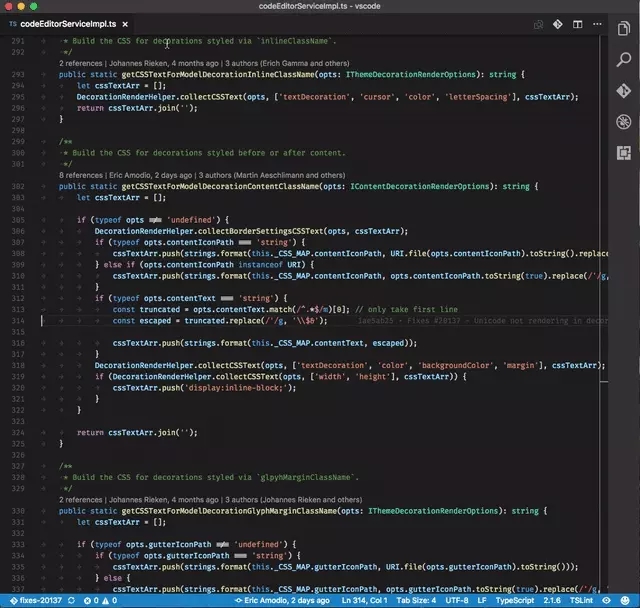 codeEditorServiceImpl.ts - vscode
TS codeEditorServiceImpl.ts ×
291 * Build the CSS for decorations styled via `inlineClassName`.
292 */
2 references | Johannes Rieken, 4 months ago | 3 authors (Erich Gamma and others)
293 public static getCSSTextForModelDecorationInlineClassName(opts: IThemeDecorationRenderOptions): string {
294 let cssTextArr = [];
295 DecorationRenderHelper.collectCSSText(opts, ['textDecoration', 'cursor', 'color', 'letterSpacing'], cssTextArr);
296 return cssTextArr.join('');
297 }
298
299 /**
300 * Build the CSS for decorations styled before or after content.
301 */
8 references | Eric Amodio, 2 days ago | 3 authors (Martin Aeschlimann and others)
302 public static getCSSTextForModelDecorationContentClassName(opts: IContentDecorationRenderOptions): string {
303 let cssTextArr = [];
304
305 if (typeof opts !== 'undefined') {
306 DecorationRenderHelper.collectBorderSettingsCSSText(opts, cssTextArr);
307 if (typeof opts.contentIconPath === 'string') {
308 cssTextArr.push(strings.format(this._CSS_MAP.contentIconPath, URI.file(opts.contentIconPath).toString().replace
309 } else if (opts.contentIconPath instanceof URI) {
310 cssTextArr.push(strings.format(this._CSS_MAP.contentIconPath, opts.contentIconPath.toString(true).replace(/'/g,
311 }
312 if (typeof opts.contentText === 'string') {
313 const truncated = opts.contentText.match(/^.*$/m)[0]; // only take first line
314 const escaped = truncated.replace(/'/g, '\\$&'); 1ae5ab25 • Fixes #20137 - Unicode not rendering in decor
315
316 cssTextArr.push(strings.format(this._CSS_MAP.contentText, escaped));
317 }
318 DecorationRenderHelper.collectCSSText(opts, ['textDecoration', 'color', 'backgroundColor', 'margin'], cssTextArr);
319 if (DecorationRenderHelper.collectCSSText(opts, ['width', 'height'], cssTextArr)) {
320 cssTextArr.push('display:inline-block;');
321 }
322 }
323
324 return cssTextArr.join('');
325 }
326
327 /**
328 * Build the CSS for decorations styled via `glpyhMarginClassName`.
329 */
2 references | Johannes Rieken, 4 months ago | 3 authors (Johannes Rieken and others)
330 public static getCSSTextForModelDecorationGlyphMarginClassName(opts: IThemeDecorationRenderOptions): string {
331 let cssTextArr = [];
332
333 if (typeof opts.gutterIconPath !== 'undefined') {
334 if (typeof opts.gutterIconPath === 'string') {
335 cssTextArr.push(strings.format(this._CSS_MAP.gutterIconPath, URI.file(opts.gutterIconPath).toString()));
336 } else {
337 cssTextArr.push(strings.format(this._CSS_MAP.gutterIconPath, opts.gutterIconPath.toString(true).replace(/'/g,
fixes-20137 0 0 Eric Amodio, 2 days ago Ln 314, Col 1 Tab Size: 4 UTF-8 LF TypeScript 2.1.6 TSLint